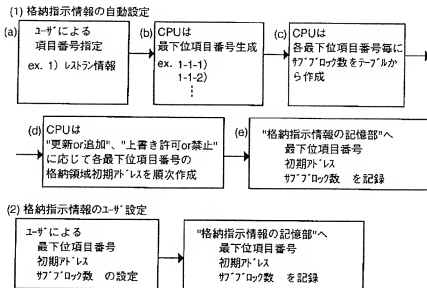 (1) 格納指示情報の自動設定
(a)
ユーザによる
項目番号指定
ex. 1) レストラン情報
(b)
CPUは
最下位項目番号生成
ex. 1-1-1)
1-1-2)
⋮
(c)
CPUは
各最下位項目番号毎に
サブブロック数をテーブルか
ら作成
(d)
CPUは
"更新or追加"、"上書き許可or禁止"
に応じて各最下位項目番号の
格納領域初期アドレスを順次作成
(e)
"格納指示情報の記憶部"へ
最下位項目番号
初期アドレス
サブブロック数 を記録
(2) 格納指示情報のユーザ設定
ユーザによる
最下位項目番号
初期アドレス
サブブロック数 の設定
"格納指示情報の記憶部"へ
最下位項目番号
初期アドレス
サブブロック数 を記録